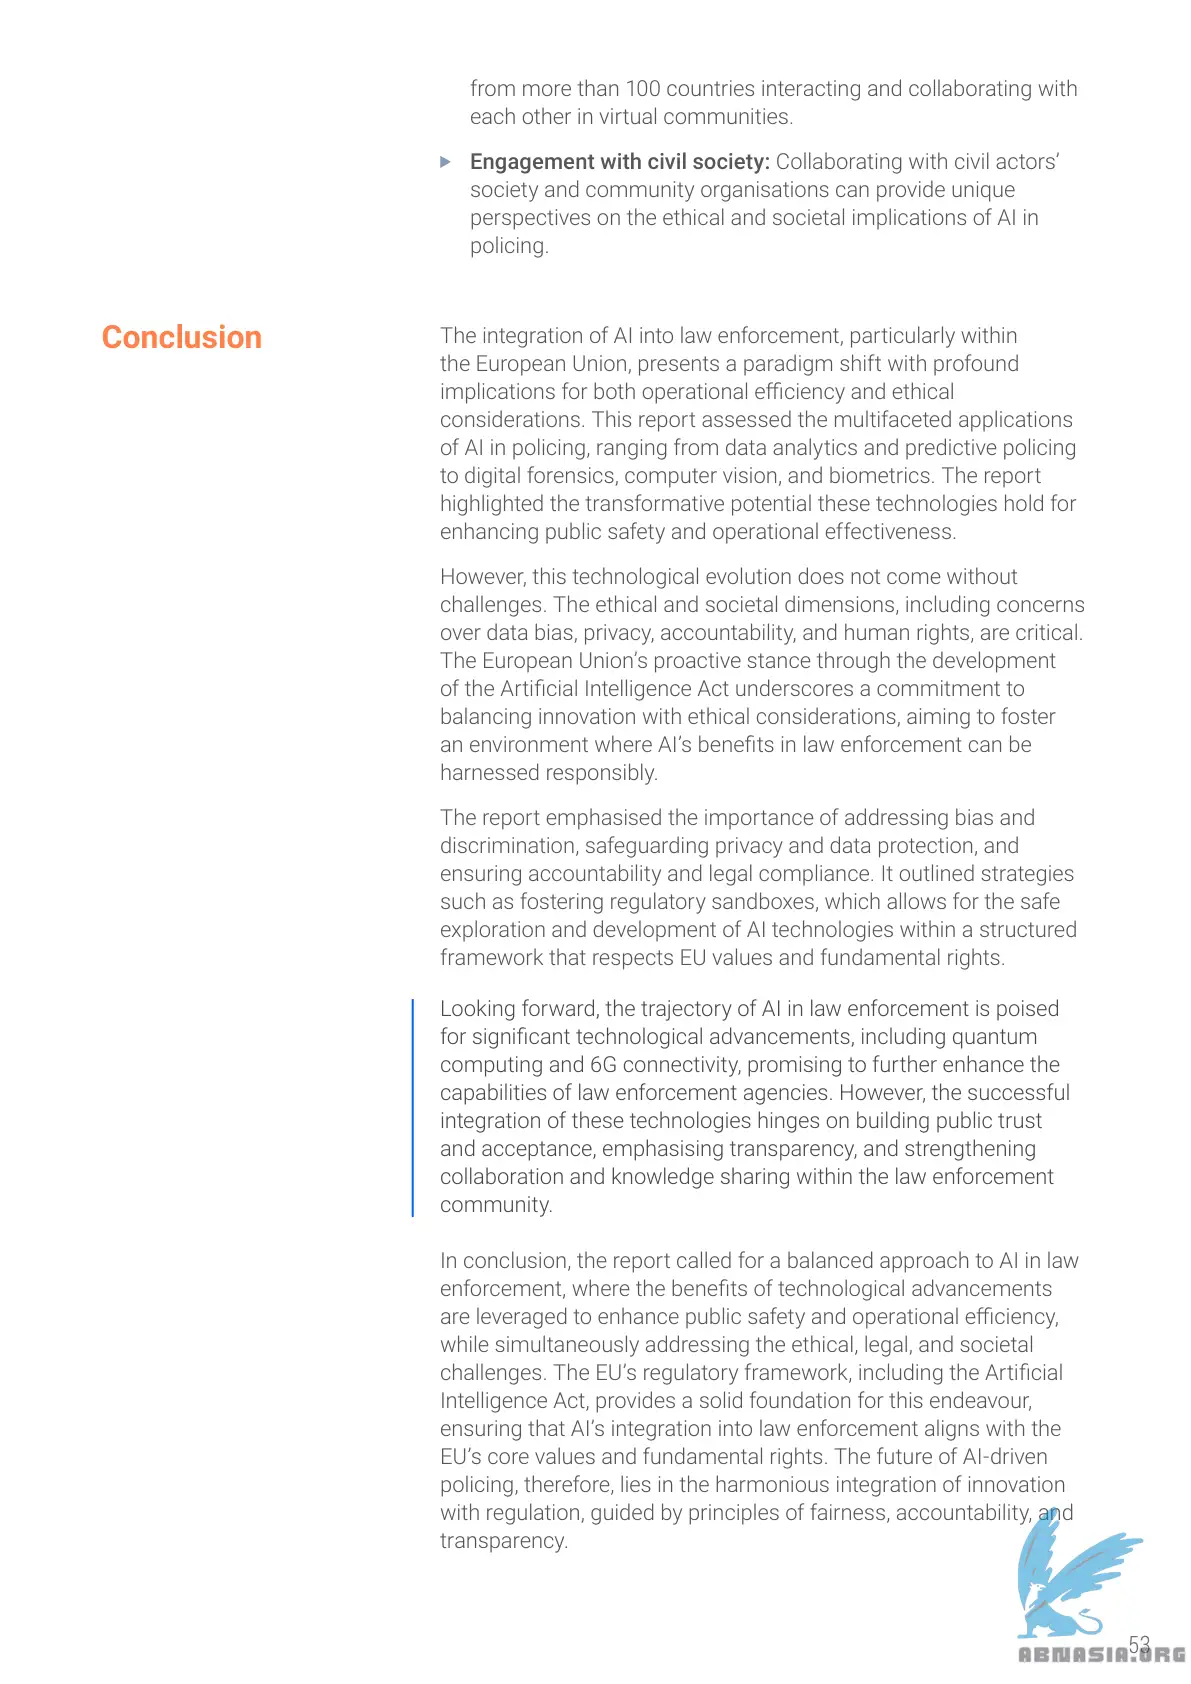 from more than 100 countries interacting and collaborating with
each other in virtual communities.
Engagement with civil society: Collaborating with civil actors’
society and community organisations can provide unique
perspectives on the ethical and societal implications of AI in
policing.
Conclusion
The integration of AI into law enforcement, particularly within
the European Union, presents a paradigm shift with profound
implications for both operational efficiency and ethical
considerations. This report assessed the multifaceted applications
of AI in policing, ranging from data analytics and predictive policing
to digital forensics, computer vision, and biometrics. The report
highlighted the transformative potential these technologies hold for
enhancing public safety and operational effectiveness.
However, this technological evolution does not come without
challenges. The ethical and societal dimensions, including concerns
over data bias, privacy, accountability, and human rights, are critical.
The European Union’s proactive stance through the development
of the Artificial Intelligence Act underscores a commitment to
balancing innovation with ethical considerations, aiming to foster
an environment where AI’s benefits in law enforcement can be
harnessed responsibly.
The report emphasised the importance of addressing bias and
discrimination, safeguarding privacy and data protection, and
ensuring accountability and legal compliance. It outlined strategies
such as fostering regulatory sandboxes, which allows for the safe
exploration and development of AI technologies within a structured
framework that respects EU values and fundamental rights.
Looking forward, the trajectory of AI in law enforcement is poised
for significant technological advancements, including quantum
computing and 6G connectivity, promising to further enhance the
capabilities of law enforcement agencies. However, the successful
integration of these technologies hinges on building public trust
and acceptance, emphasising transparency, and strengthening
collaboration and knowledge sharing within the law enforcement
community.
In conclusion, the report called for a balanced approach to AI in law
enforcement, where the benefits of technological advancements
are leveraged to enhance public safety and operational efficiency,
while simultaneously addressing the ethical, legal, and societal
challenges. The EU’s regulatory framework, including the Artificial
Intelligence Act, provides a solid foundation for this endeavour,
ensuring that AI’s integration into law enforcement aligns with the
EU’s core values and fundamental rights. The future of AI-driven
policing, therefore, lies in the harmonious integration of innovation
with regulation, guided by principles of fairness, accountability, and
transparency.
53
ABNASIA.ORG